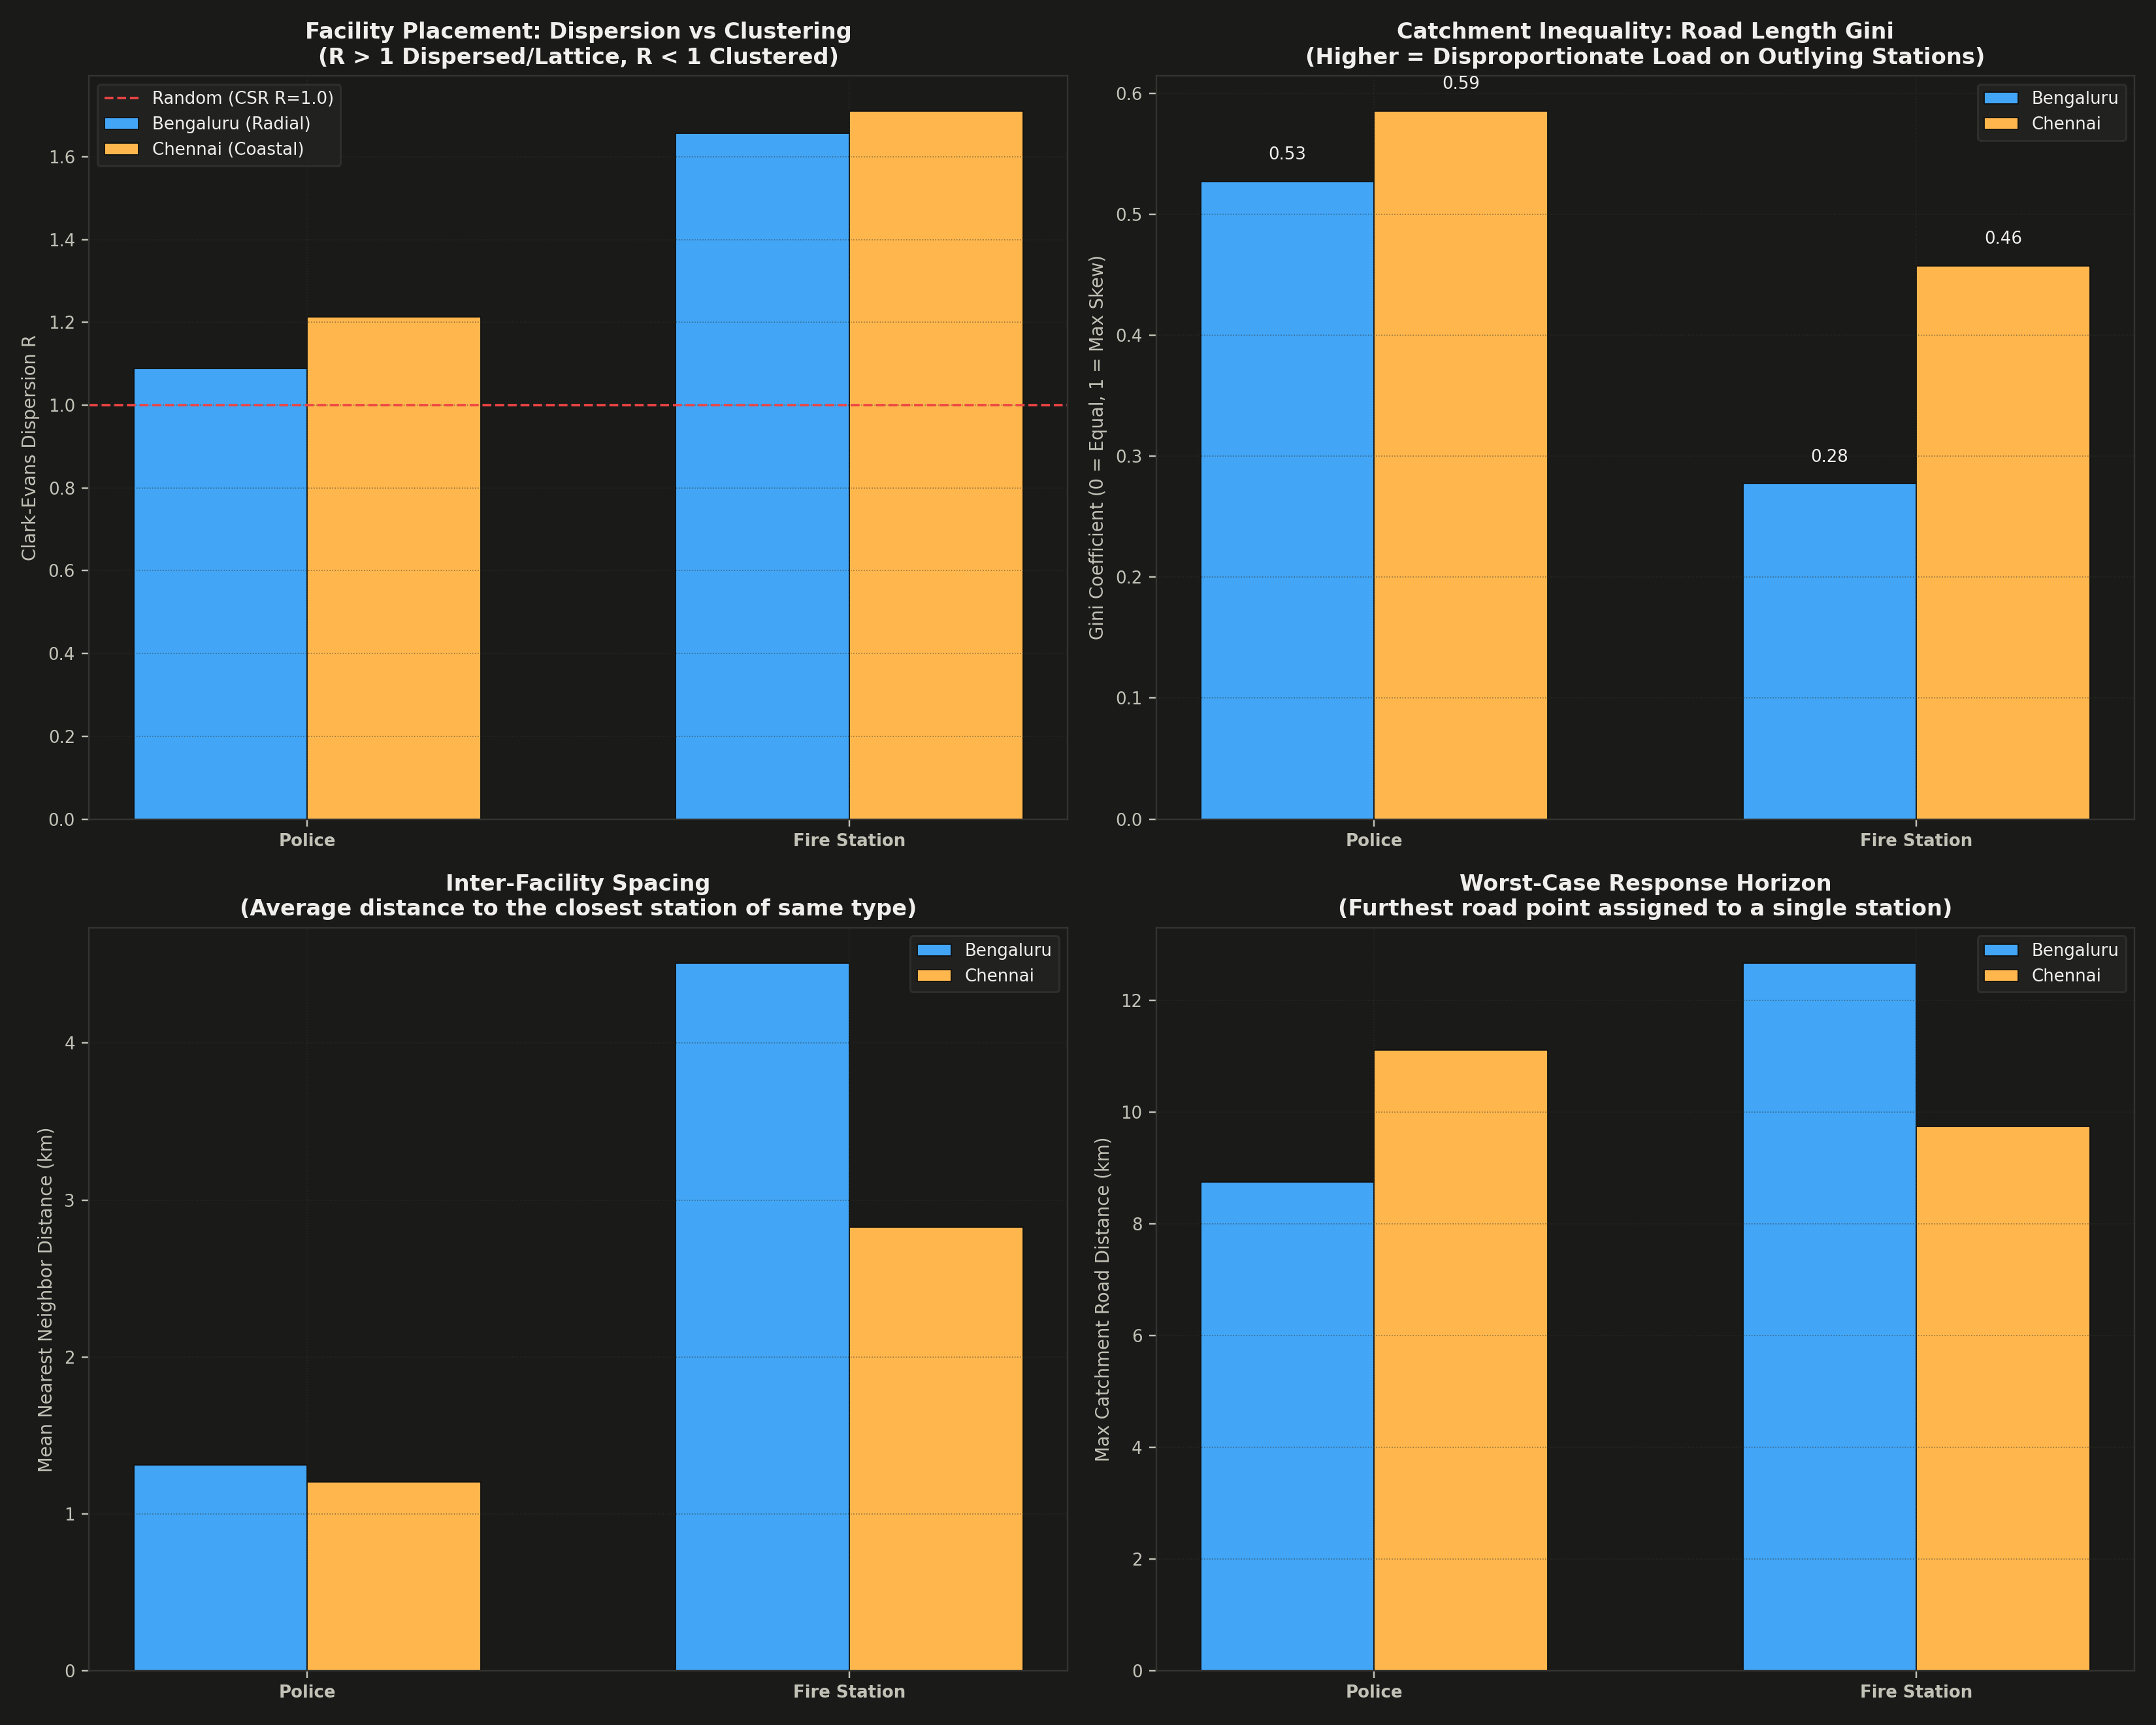 Facility Placement: Dispersion vs Clustering
(R > 1 Dispersed/Lattice, R < 1 Clustered)
Random (CSR R=1.0)
Bengaluru (Radial)
Chennai (Coastal)
Clark-Evans Dispersion R
1.6
1.4
1.2
1.0
0.8
0.6
0.4
0.2
0.0
Police
Fire Station
Catchment Inequality: Road Length Gini
(Higher = Disproportionate Load on Outlying Stations)
Bengaluru
Chennai
Gini Coefficient (0 = Equal, 1 = Max Skew)
0.6
0.5
0.4
0.3
0.2
0.1
0.0
0.53
0.59
0.28
0.46
Police
Fire Station
Inter-Facility Spacing
(Average distance to the closest station of same type)
Bengaluru
Chennai
Mean Nearest Neighbor Distance (km)
4
3
2
1
0
Police
Fire Station
Worst-Case Response Horizon
(Furthest road point assigned to a single station)
Bengaluru
Chennai
Max Catchment Road Distance (km)
12
10
8
6
4
2
0
Police
Fire Station